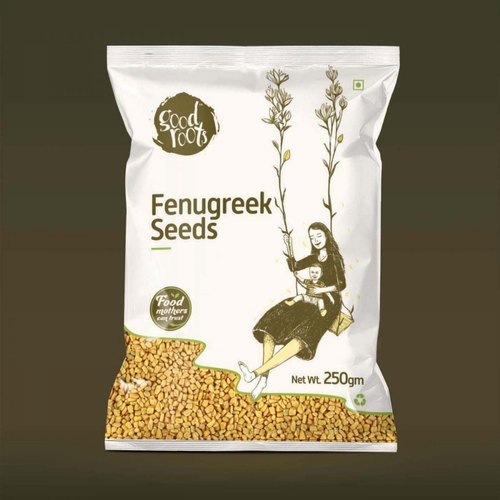 good
roots
Fenugreek
Seeds
Food
mothers
can trust
Net Wt. 250gm